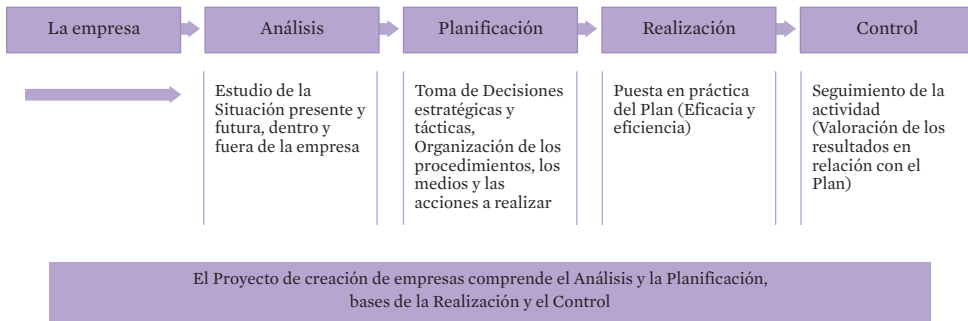 La empresa
Análisis
Planificación
Realización
Control
Estudio de la
Situación presente y
futura, dentro y
fuera de la empresa
Toma de Decisiones
estratégicas y
tácticas,
Organización de los
procedimientos, los
medios y las
acciones a realizar
Puesta en práctica
del Plan (Eficacia y
eficiencia)
Seguimiento de la
actividad
(Valoración de los
resultados en
relación con el
Plan)
El Proyecto de creación de empresas comprende el Análisis y la Planificación,
bases de la Realización y el Control